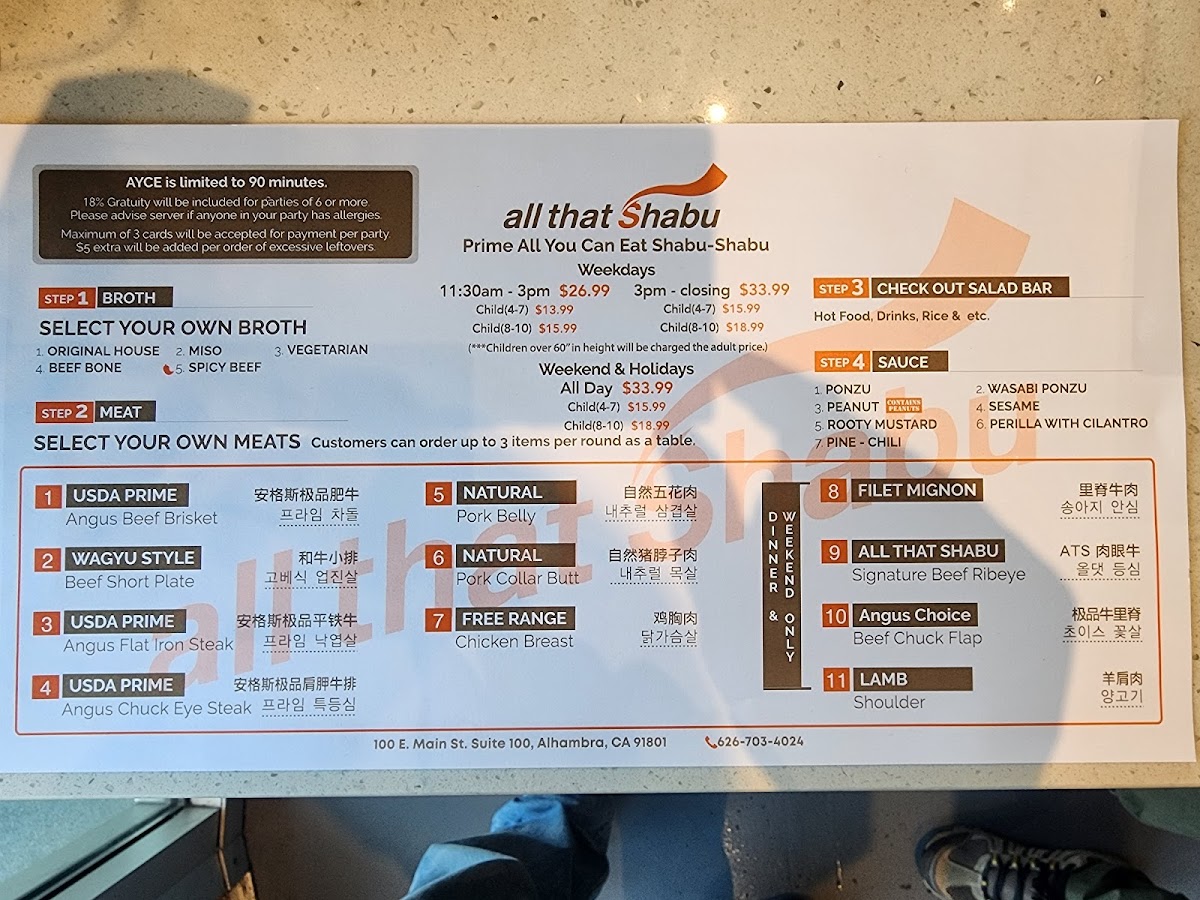 AYCE is limited to 90 minutes.
18% Gratuity will be included for parties of 6 or more.
Please advise server if anyone in your party has allergies.
Maximum of 3 cards will be accepted for payment per party.
$5 extra will be added per order of excessive leftovers.
all that Shabu
Prime All You Can Eat Shabu-Shabu
Weekdays
11:30am - 3pm $26.99 3pm - closing $33.99
Child(4-7) $13.99 Child(4-7) $15.99
Child(8-10) $15.99 Child(8-10) $18.99
(***Children over 60" in height will be charged the adult price.)
Weekend & Holidays
All Day $33.99
Child(4-7) $15.99
Child(8-10) $18.99
STEP 1 BROTH
SELECT YOUR OWN BROTH
1. ORIGINAL HOUSE 2. MISO 3. VEGETARIAN
4. BEEF BONE 5. SPICY BEEF
STEP 2 MEAT
SELECT YOUR OWN MEATS Customers can order up to 3 items per round as a table.
STEP 3 CHECK OUT SALAD BAR
Hot Food, Drinks, Rice & etc.
STEP 4 SAUCE
1. PONZU 2. WASABI PONZU
3. PEANUT CONTAINS PEANUTS 4. SESAME
5. ROOTY MUSTARD 6. PERILLA WITH CILANTRO
7. PINE - CHILI
1 USDA PRIME 安格斯极品肥牛
Angus Beef Brisket 프라임 차돌
2 WAGYU STYLE 和牛小排
Beef Short Plate 고베식 업진살
3 USDA PRIME 安格斯极品平铁牛
Angus Flat Iron Steak 프라임 낙엽살
4 USDA PRIME 安格斯极品肩胛牛排
Angus Chuck Eye Steak 프라임 특등심
5 NATURAL 自然五花肉
Pork Belly 내추럴 삼겹살
6 NATURAL 自然猪脖子肉
Pork Collar Butt 내추럴 목살
7 FREE RANGE 鸡胸肉
Chicken Breast 닭가슴살
DINNER &
WEEKEND ONLY
8 FILET MIGNON 里脊牛肉
송아지 안심
9 ALL THAT SHABU ATS 肉眼牛
Signature Beef Ribeye 올댓 등심
10 Angus Choice 极品牛里脊
Beef Chuck Flap 초이스 꽃살
11 LAMB 羊肩肉
Shoulder 양고기
all that Shabu
100 E. Main St. Suite 100, Alhambra, CA 91801 626-703-4024